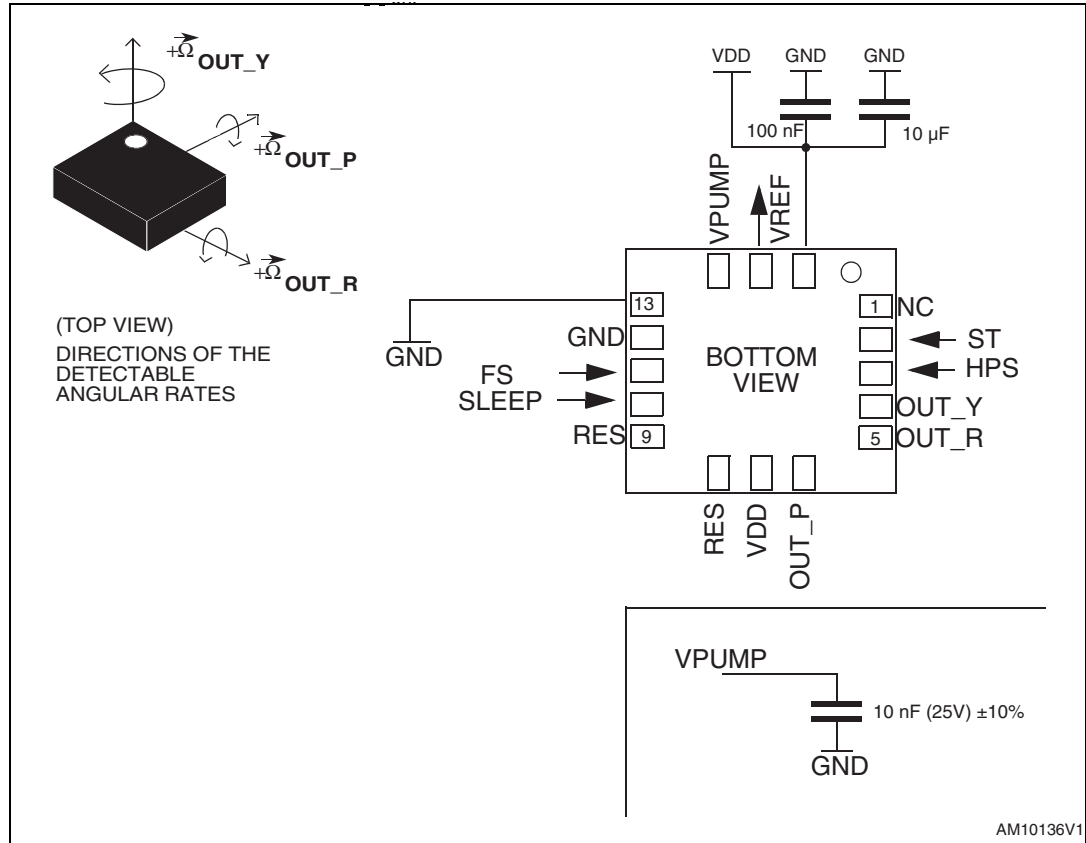 +Ω OUT_Y
+Ω OUT_P
+Ω OUT_R
(TOP VIEW)
DIRECTIONS OF THE
DETECTABLE
ANGULAR RATES
VDD GND GND
100 nF 10 µF
VPUMP
VREF
13
GND
GND
FS
SLEEP
RES 9
BOTTOM
VIEW
1 NC
ST
HPS
OUT_Y
5 OUT_R
RES
VDD
OUT_P
VPUMP
10 nF (25V) ±10%
GND
AM10136V1